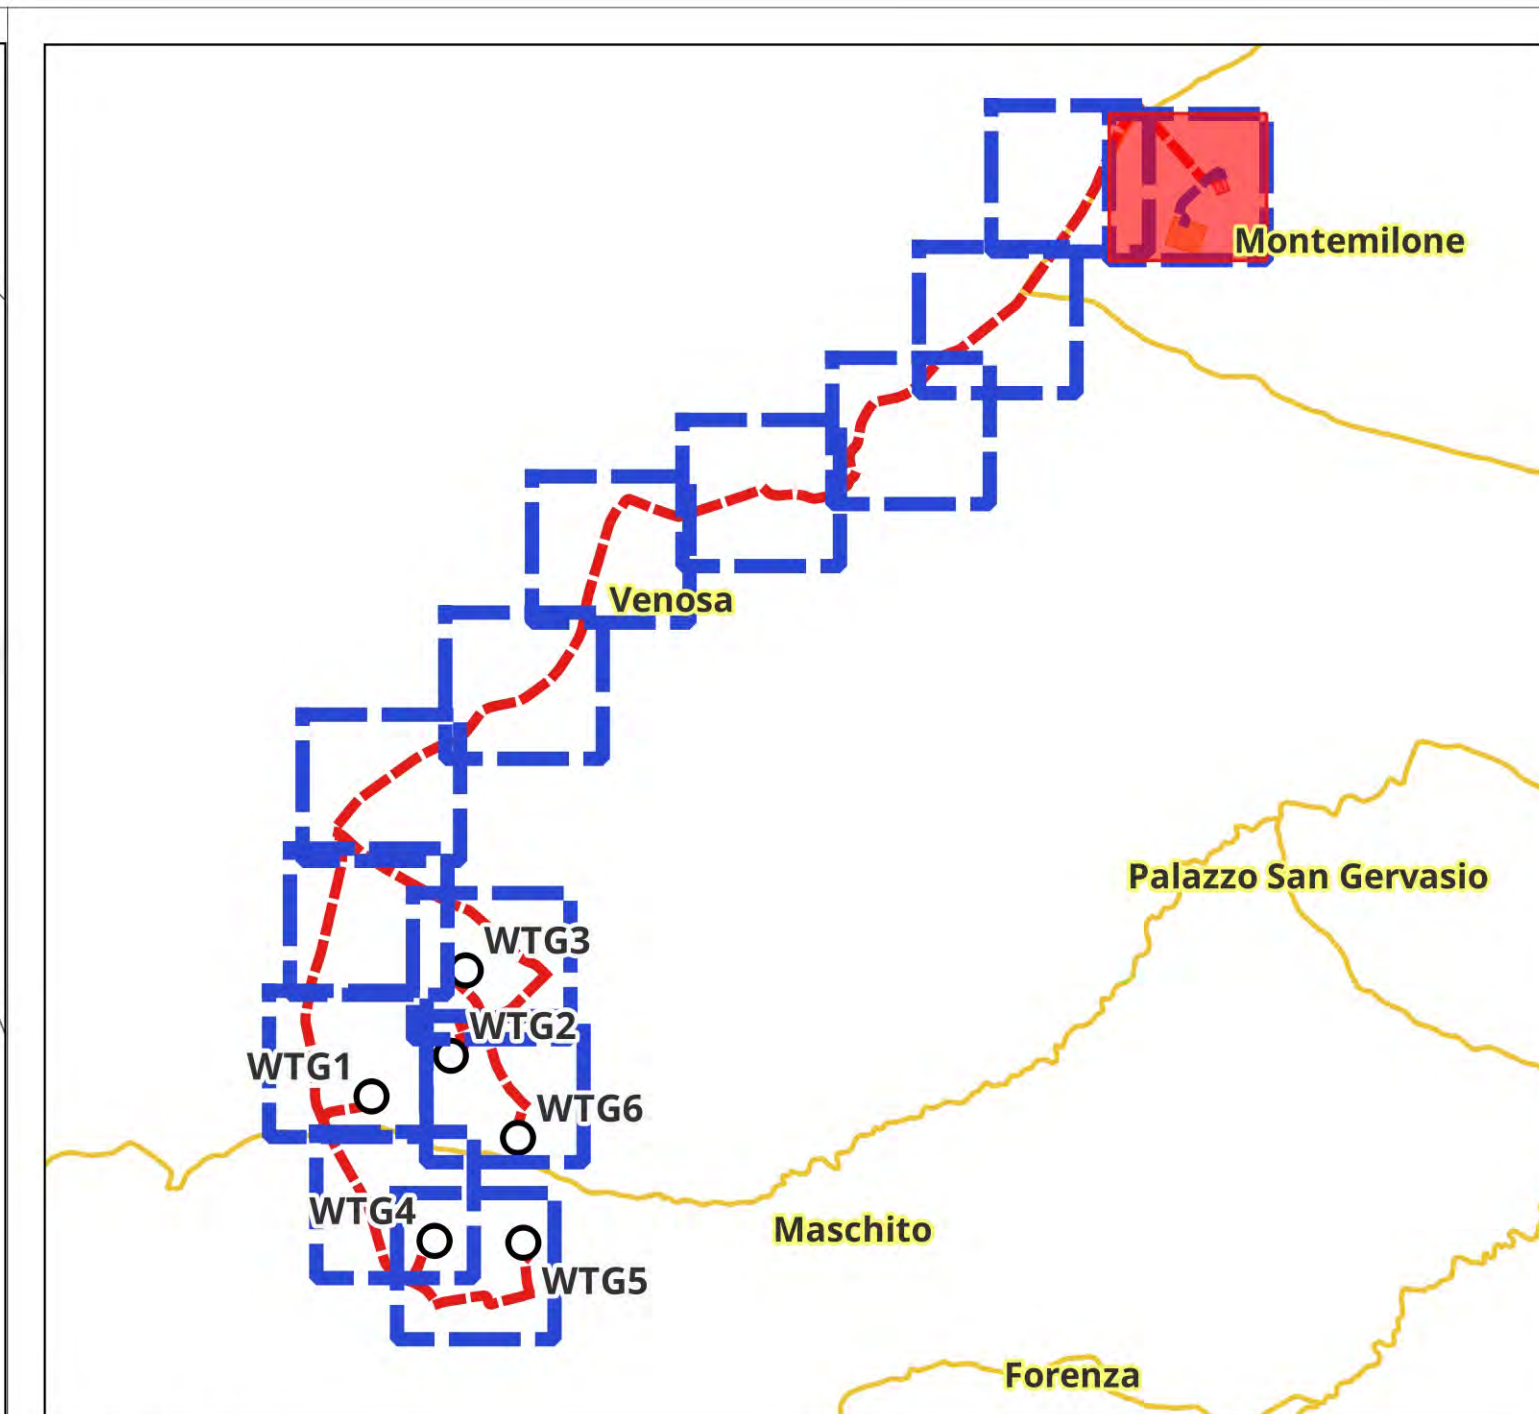 Montemilone
Venosa
Palazzo San Gervasio
WTG3
WTG2
WTG1
WTG6
WTG4
Maschito
WTG5
Forenza